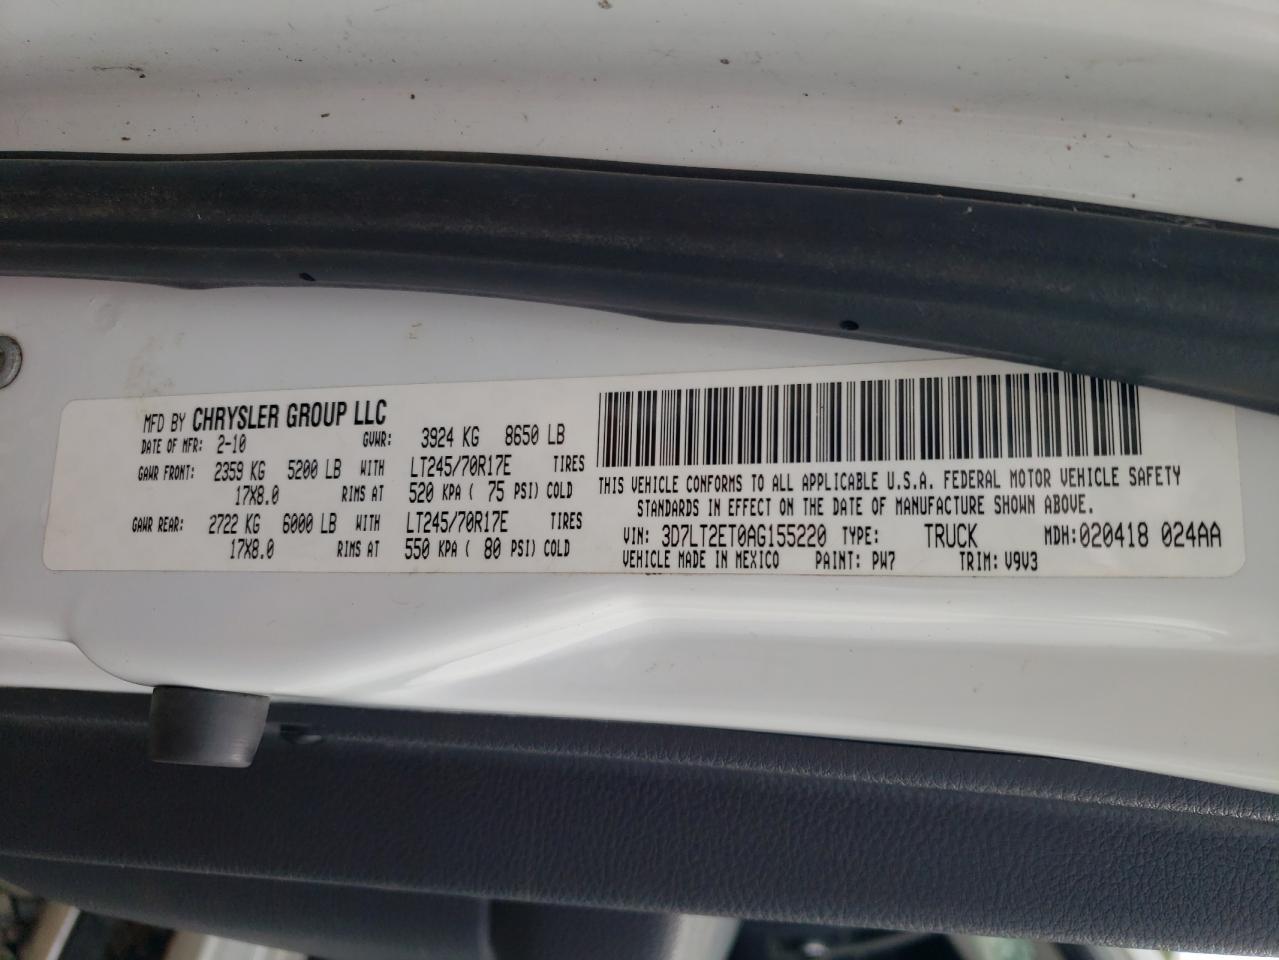 MFD BY CHRYSLER GROUP LLC
DATE OF MFR: 2-10 GVWR: 3924 KG 8650 LB
GAWR FRONT: 2359 KG 5200 LB WITH LT245/70R17E TIRES
17X8.0 RIMS AT 520 KPA ( 75 PSI) COLD
GAWR REAR: 2722 KG 6000 LB WITH LT245/70R17E TIRES
17X8.0 RIMS AT 550 KPA ( 80 PSI) COLD
THIS VEHICLE CONFORMS TO ALL APPLICABLE U.S.A. FEDERAL MOTOR VEHICLE SAFETY
STANDARDS IN EFFECT ON THE DATE OF MANUFACTURE SHOWN ABOVE.
VIN: 3D7LT2ET0AG155220 TYPE: TRUCK MDH: 020418 024AA
VEHICLE MADE IN MEXICO PAINT: PW7 TRIM: V9V3